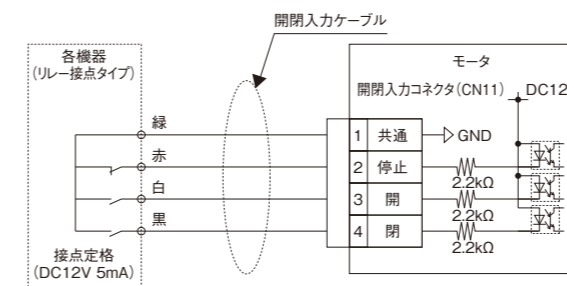 開閉入力ケーブル
各機器
(リレー接点タイプ)
モータ
開閉入力コネクタ(CN11)
DC12
緑
1 共通
GND
赤
2 停止
2.2kΩ
白
3 開
2.2kΩ
黒
4 閉
2.2kΩ
接点定格
(DC12V 5mA)